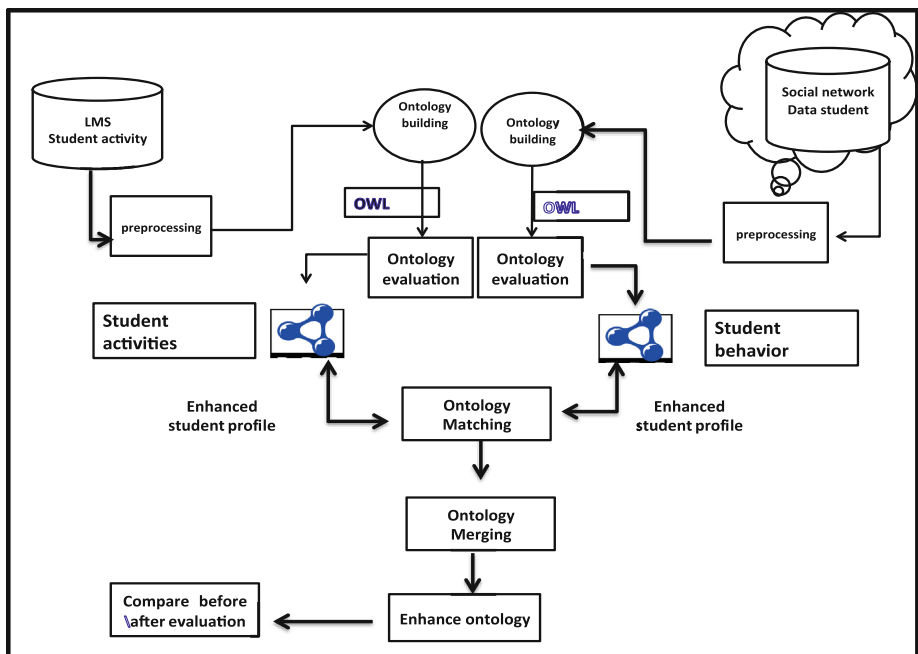 LMS
Student activity
Ontology
building
Ontology
building
Social network
Data student
preprocessing
OWL
OWL
preprocessing
Ontology
evaluation
Ontology
evaluation
Student
activities
Student
behavior
Enhanced
student profile
Ontology
Matching
Enhanced
student profile
Ontology
Merging
Compare before
\after evaluation
Enhance ontology